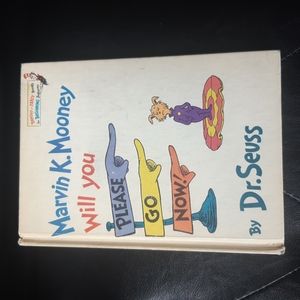 Marvin K. Mooney
Will you
PLEASE
GO
NOW!
By Dr. Seuss